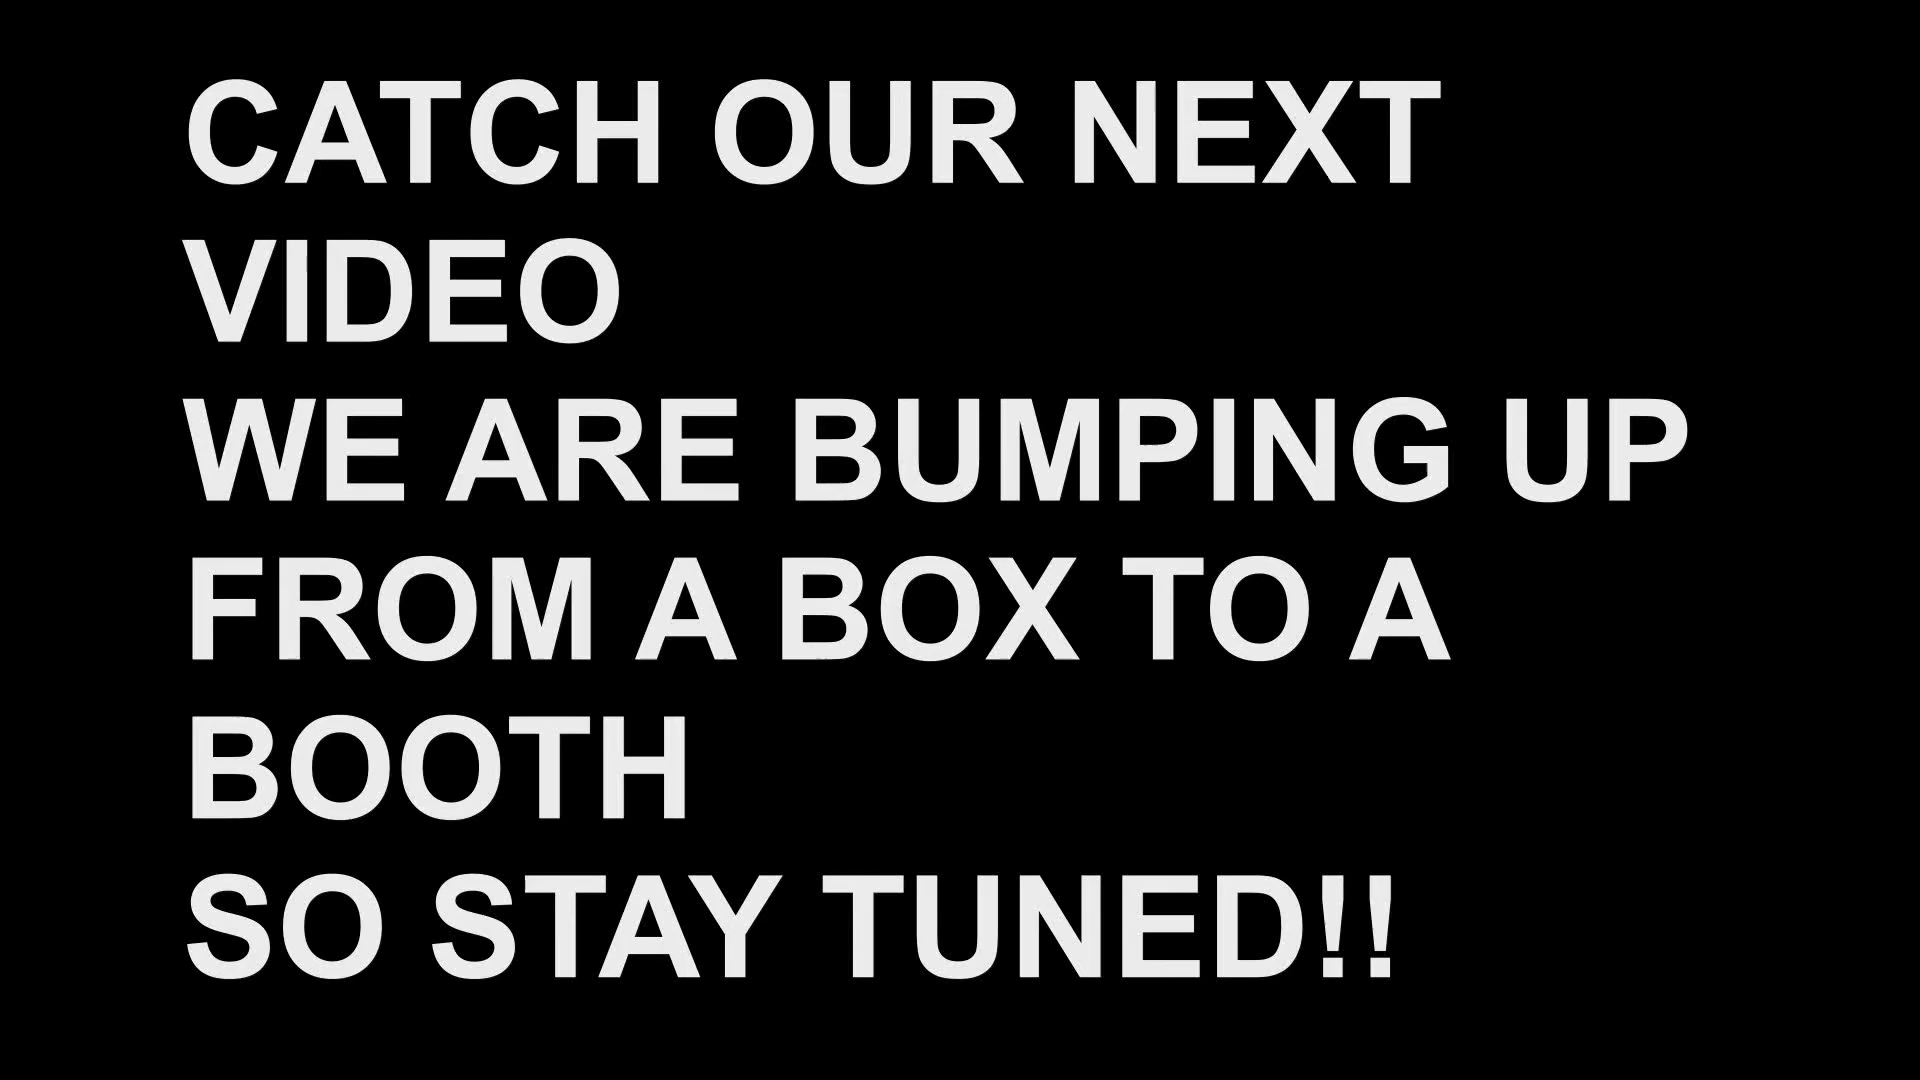 CATCH OUR NEXT
VIDEO
WE ARE BUMPING UP
FROM A BOX TO A
BOOTH
SO STAY TUNED!!